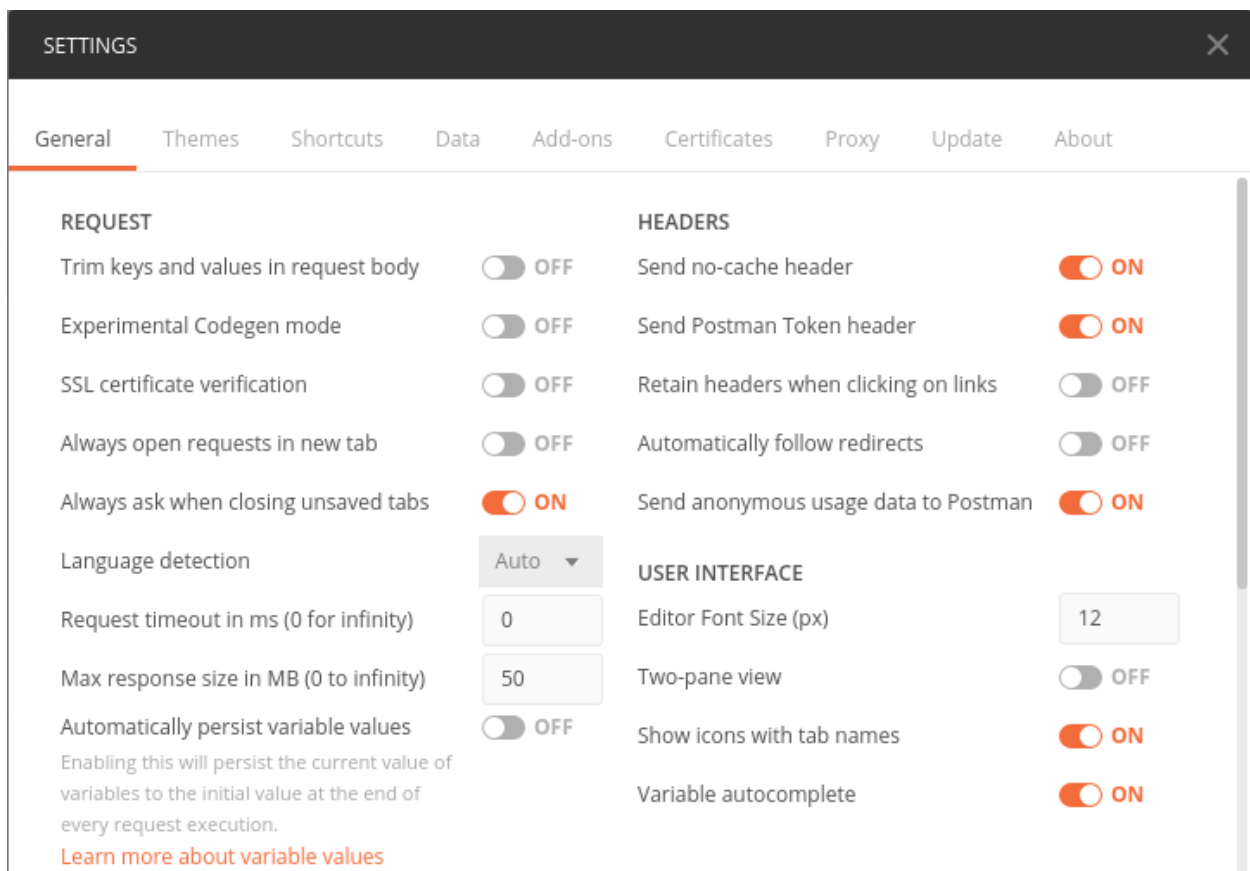 SETTINGS
General Themes Shortcuts Data Add-ons Certificates Proxy Update About
REQUEST
Trim keys and values in request body OFF
Experimental Codegen mode OFF
SSL certificate verification OFF
Always open requests in new tab OFF
Always ask when closing unsaved tabs ON
Language detection Auto
Request timeout in ms (0 for infinity) 0
Max response size in MB (0 to infinity) 50
Automatically persist variable values OFF
Enabling this will persist the current value of
variables to the initial value at the end of
every request execution.
Learn more about variable values
HEADERS
Send no-cache header ON
Send Postman Token header ON
Retain headers when clicking on links OFF
Automatically follow redirects OFF
Send anonymous usage data to Postman ON
USER INTERFACE
Editor Font Size (px) 12
Two-pane view OFF
Show icons with tab names ON
Variable autocomplete ON